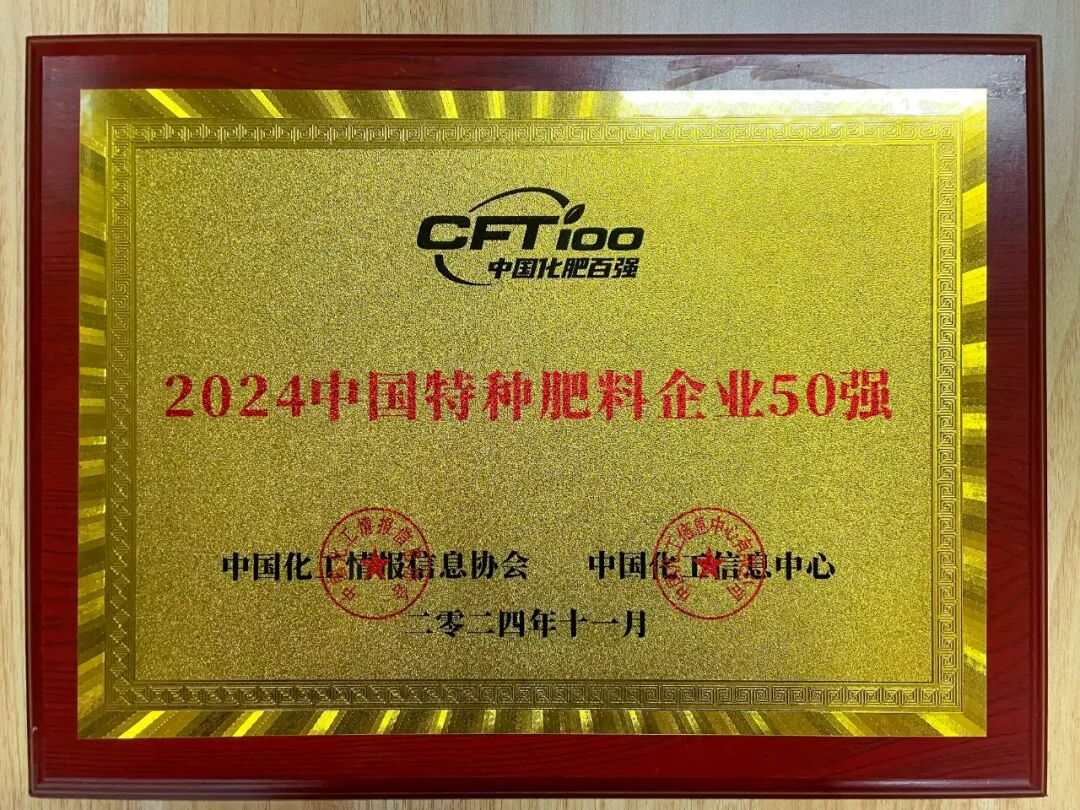 CFT100
中国化肥百强
2024中国特种肥料企业50强
中国化工情报信息协会 中国化工信息中心
二零二四年十一月